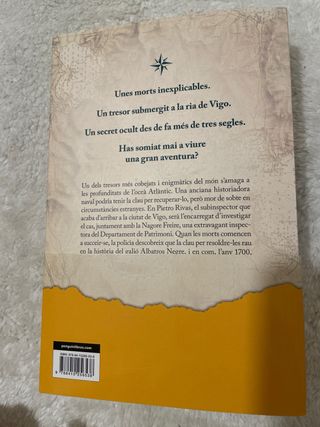 Unes morts inexplicables.
Un tresor submergit a la ria de Vigo.
Un secret ocult des de fa més de tres segles.
Has somiat mai a viure
una gran aventura?
Un dels tresors més cobejats i enigmàtics del món s'amaga a
les profunditats de l'oceà Atlàntic. Una anciana historiadora
naval podria tenir la clau per recuperar-lo, però mor de sobte en
circumstàncies estranyes. En Pietro Rivas, el subinspector que
acaba d'arribar a la ciutat de Vigo, serà l'encarregat d'investigar
el cas, juntament amb la Nagore Freire, una extravagant inspec-
tora del Departament de Patrimoni. Quan les morts comencen
a succeir-se, la policia descobreix que la clau per resoldre-les rau
en la història del galió Albatros Negre, i en com, l'any 1700,
penguinllibres.com